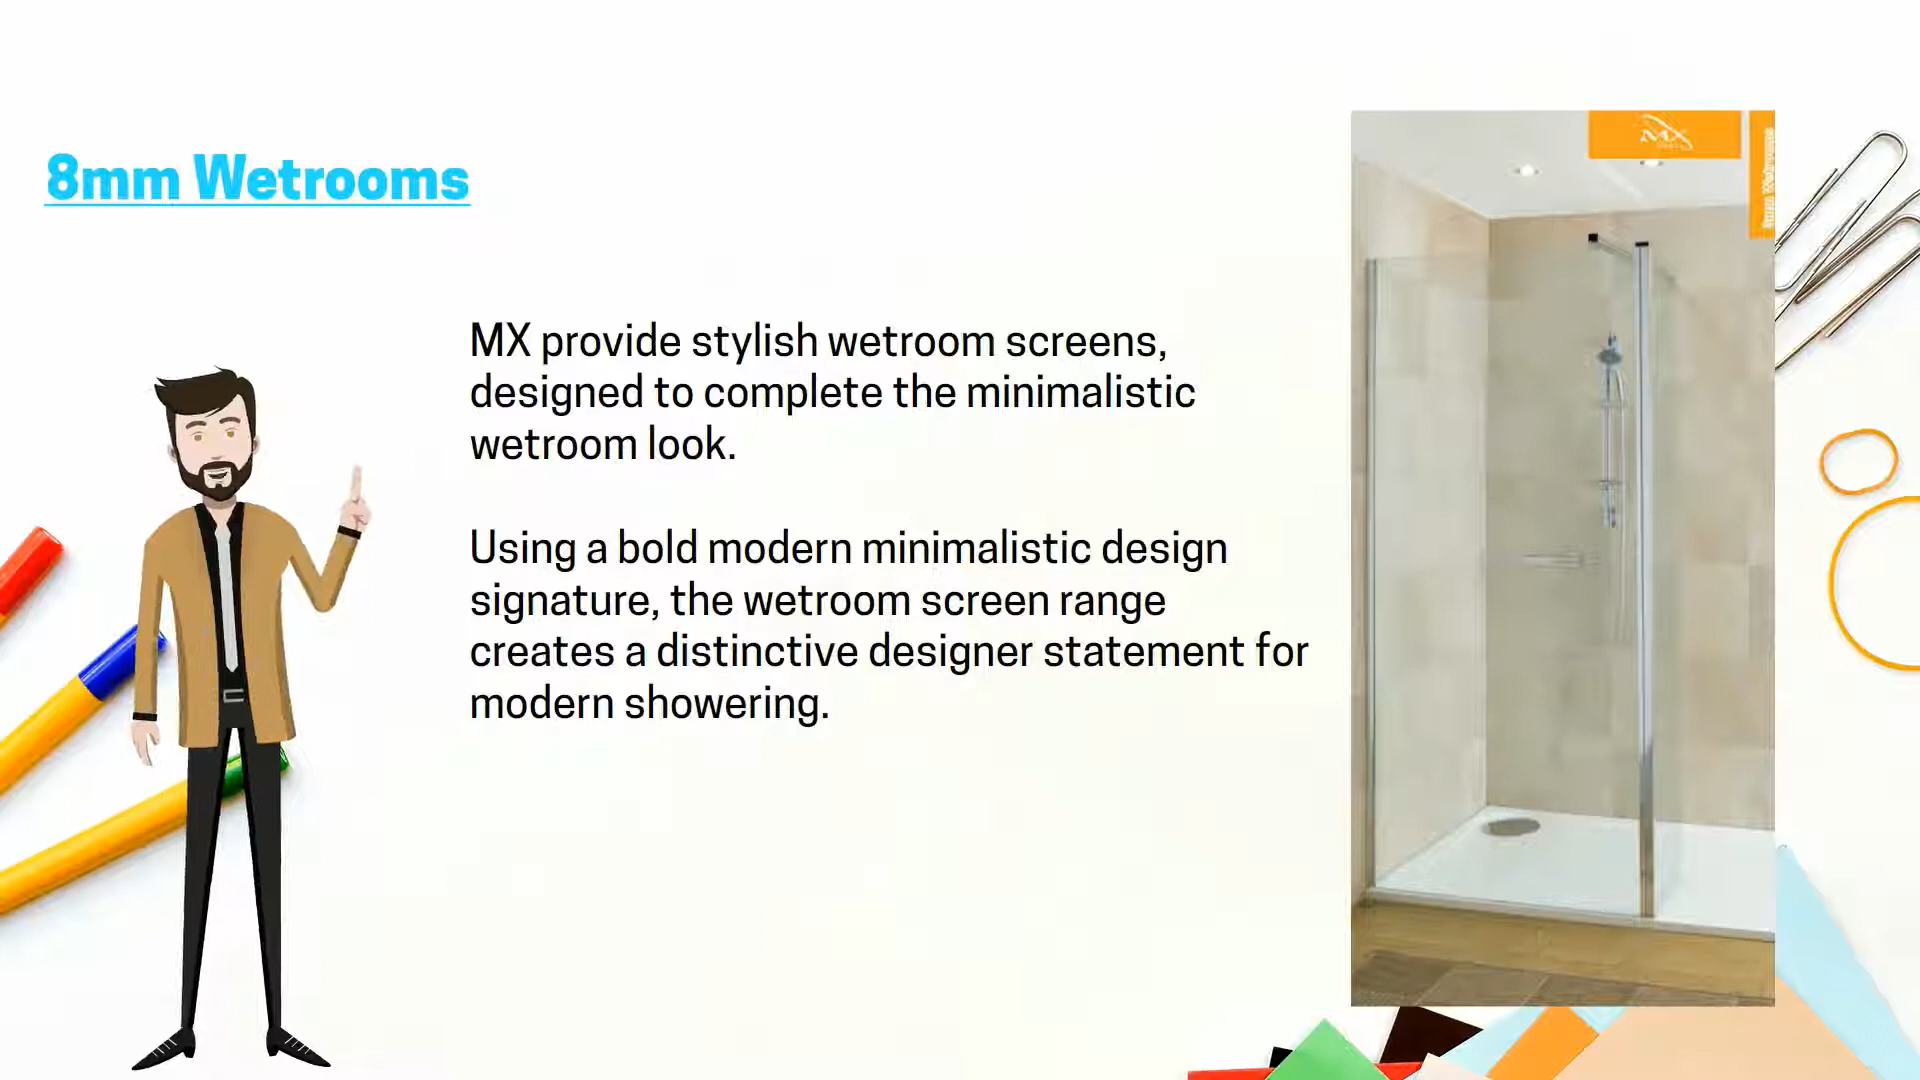 8mm Wetrooms
MX provide stylish wetroom screens,
designed to complete the minimalistic
wetroom look.
Using a bold modern minimalistic design
signature, the wetroom screen range
creates a distinctive designer statement for
modern showering.
MX